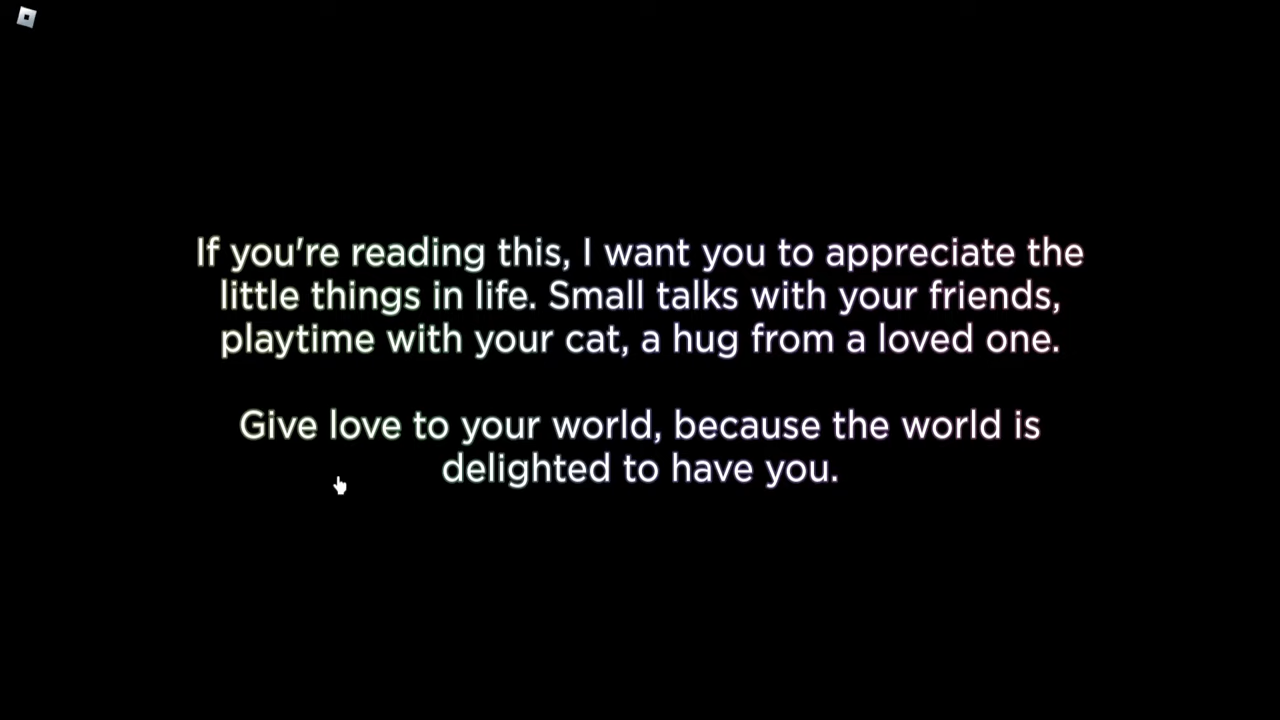 If you're reading this, I want you to appreciate the
little things in life. Small talks with your friends,
playtime with your cat, a hug from a loved one.
Give love to your world, because the world is
delighted to have you.